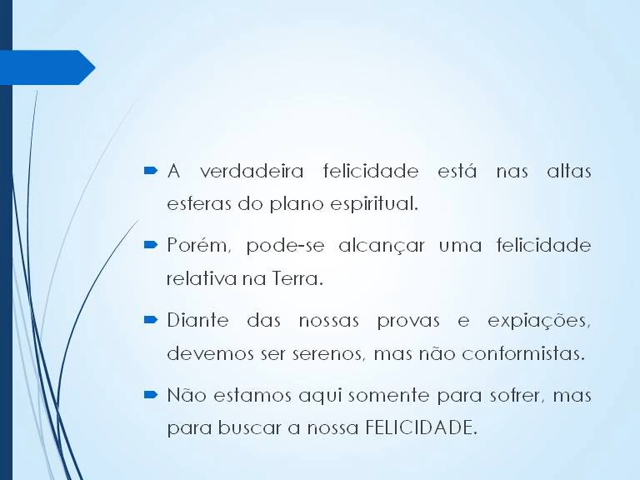 A verdadeira felicidade está nas altas
esferas do plano espiritual.
Porém, pode-se alcançar uma felicidade
relativa na Terra.
Diante das nossas provas e expiações,
devemos ser serenos, mas não conformistas.
Não estamos aqui somente para sofrer, mas
para buscar a nossa FELICIDADE.